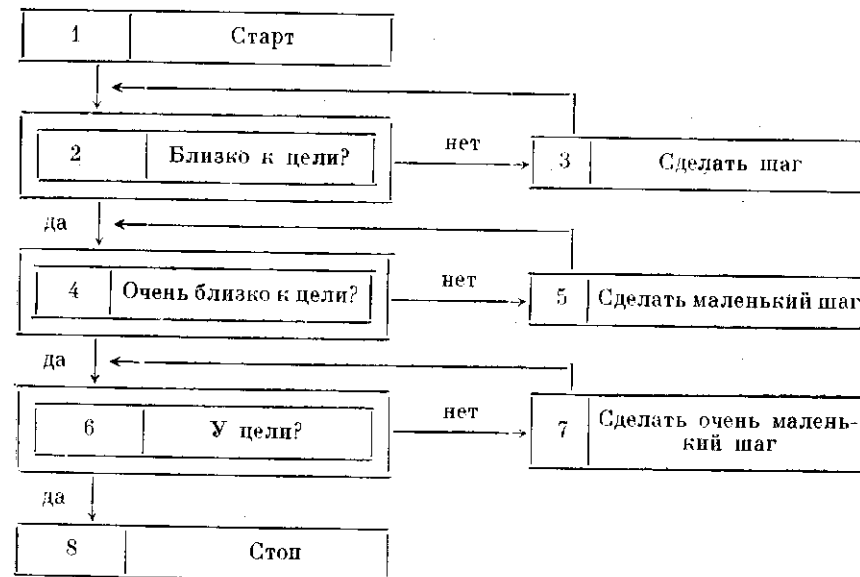 1 Старт
2 Близко к цели?
нет
3 Сделать шаг
да
4 Очень близко к цели?
нет
5 Сделать маленький шаг
да
6 У цели?
нет
7 Сделать очень малень-
кий шаг
да
8 Стоп